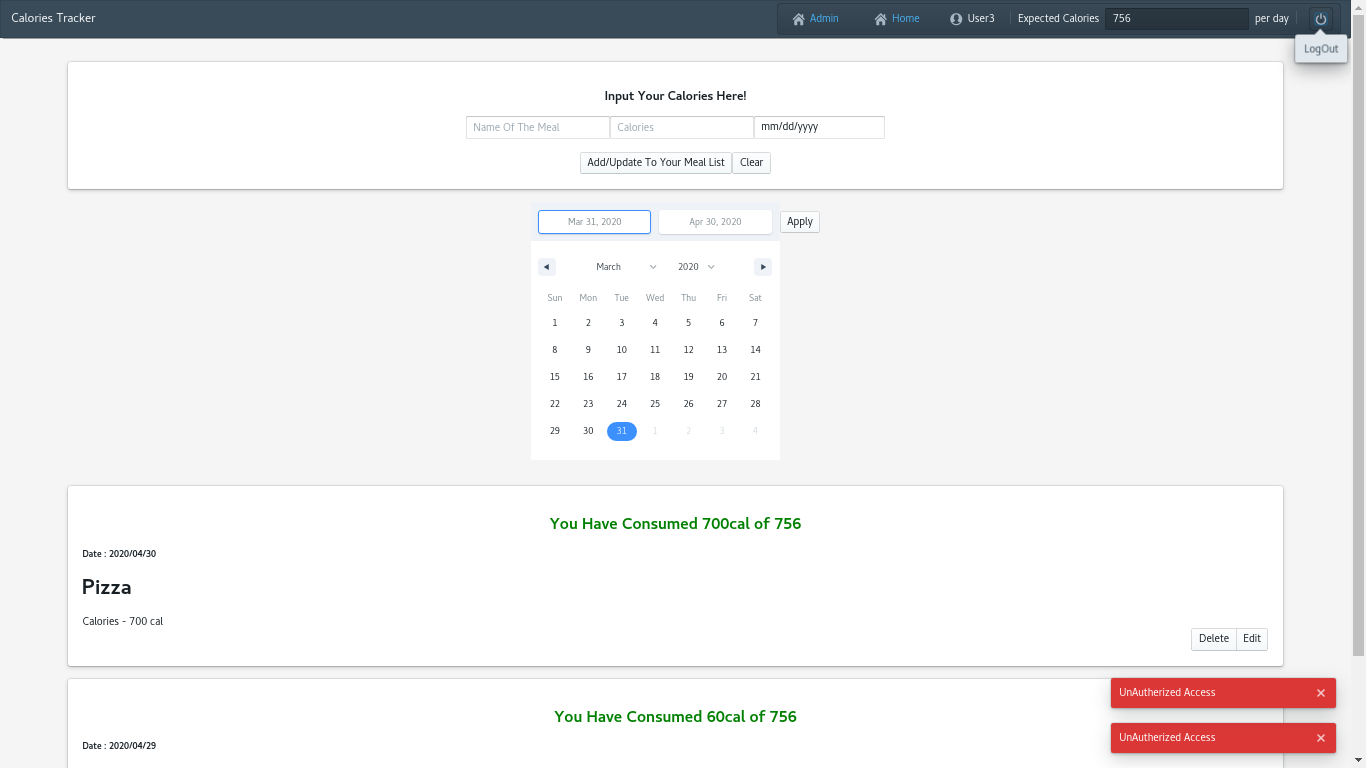 Calories Tracker Admin Home User3 Expected Calories 756 per day
LogOut
Input Your Calories Here!
Name Of The Meal Calories mm/dd/yyyy
Add/Update To Your Meal List Clear
Mar 31, 2020 Apr 30, 2020 Apply
March 2020
Sun Mon Tue Wed Thu Fri Sat
1 2 3 4 5 6 7
8 9 10 11 12 13 14
15 16 17 18 19 20 21
22 23 24 25 26 27 28
29 30 31 1 2 3 4
You Have Consumed 700cal of 756
Date : 2020/04/30
Pizza
Calories - 700 cal
Delete Edit
UnAutherized Access
You Have Consumed 60cal of 756
UnAutherized Access
Date : 2020/04/29